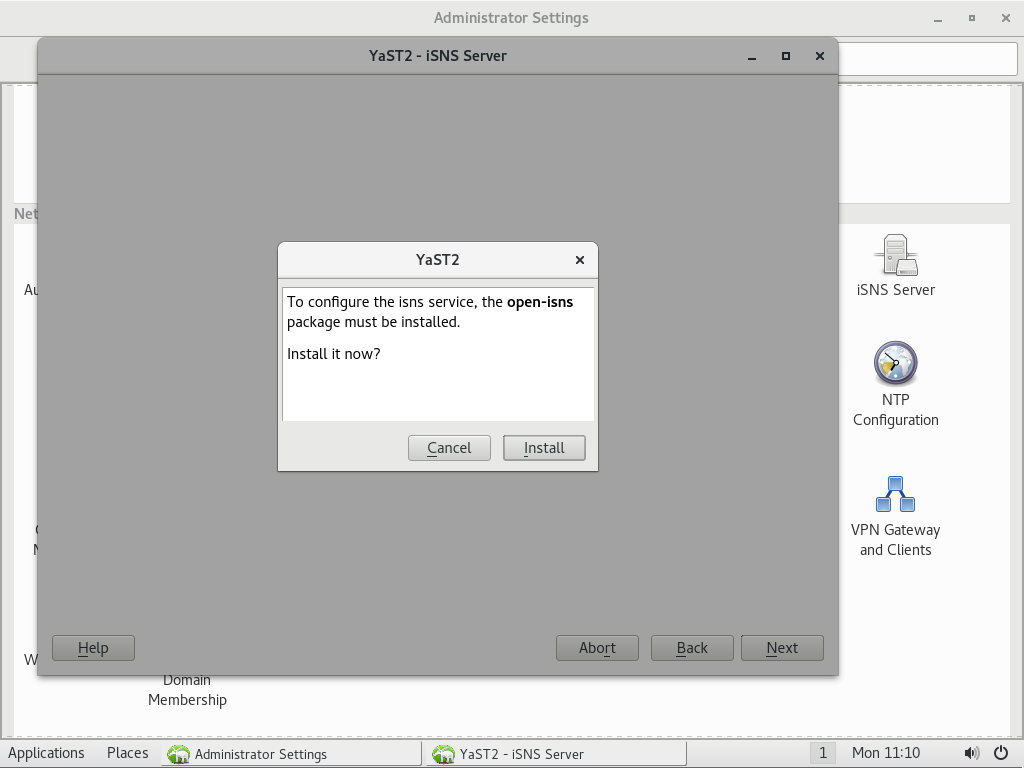 Administrator Settings
YaST2 - iSNS Server
Net
YaST2
To configure the isns service, the open-isns
package must be installed.
Install it now?
Cancel
Install
Au
iSNS Server
NTP
Configuration
VPN Gateway
and Clients
Help
Abort
Back
Next
W
Domain
Membership
Applications
Places
Administrator Settings
YaST2 - iSNS Server
1
Mon 11:10